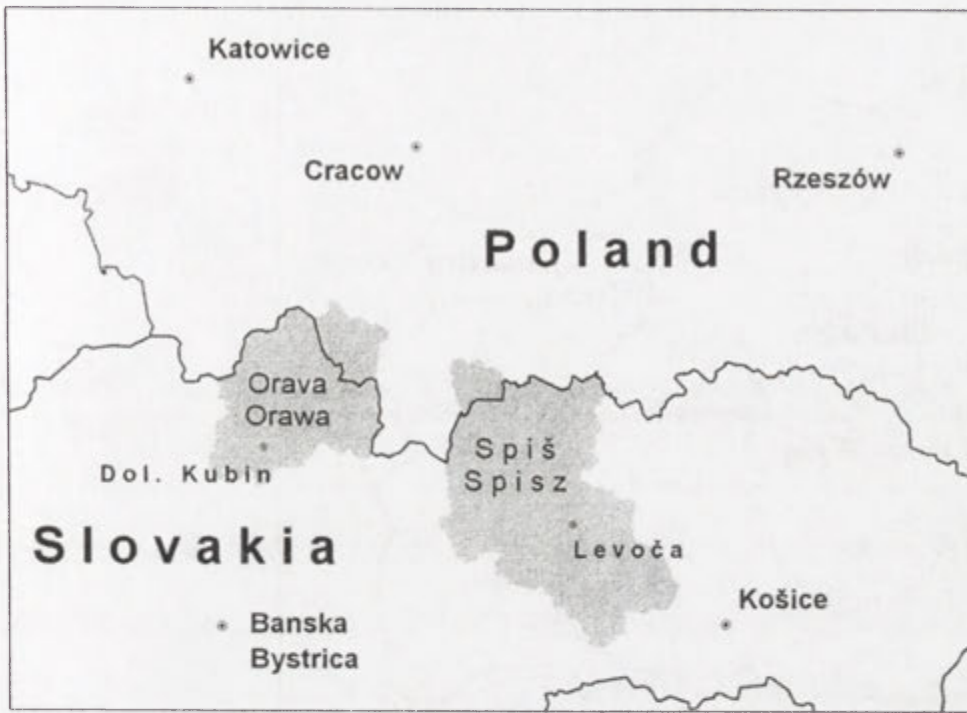 Katowice
Cracow
Rzeszów
Poland
Orava
Orawa
Dol. Kubin
Spiš
Spisz
Levoča
Slovakia
Košice
Banska
Bystrica